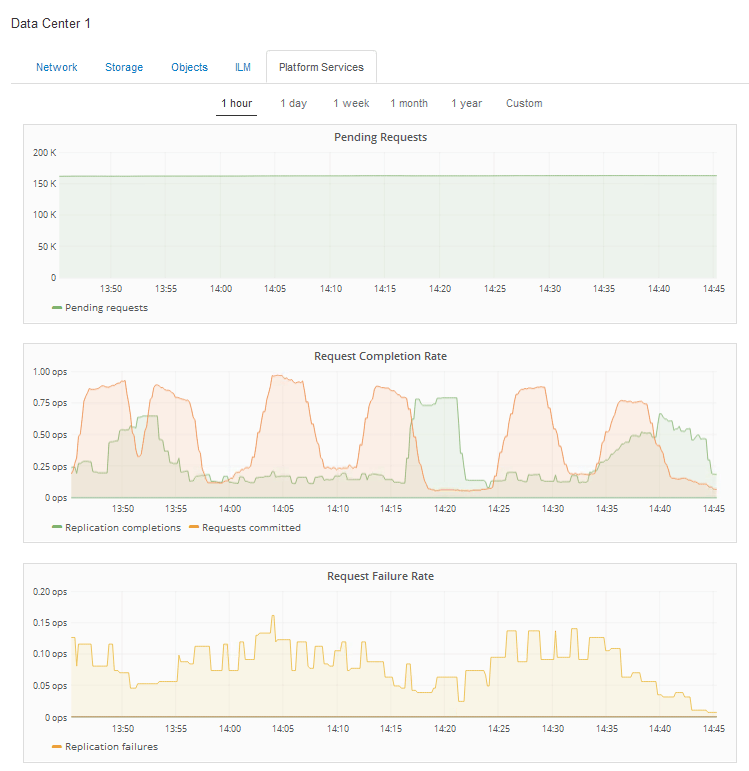 Data Center 1
Network Storage Objects ILM Platform Services
1 hour 1 day 1 week 1 month 1 year Custom
Pending Requests
200 K
150 K
100 K
50 K
0
13:50 13:55 14:00 14:05 14:10 14:15 14:20 14:25 14:30 14:35 14:40 14:45
Pending requests
Request Completion Rate
1.00 ops
0.75 ops
0.50 ops
0.25 ops
0 ops
13:50 13:55 14:00 14:05 14:10 14:15 14:20 14:25 14:30 14:35 14:40 14:45
Replication completions Requests committed
Request Failure Rate
0.20 ops
0.15 ops
0.10 ops
0.05 ops
0 ops
13:50 13:55 14:00 14:05 14:10 14:15 14:20 14:25 14:30 14:35 14:40 14:45
Replication failures